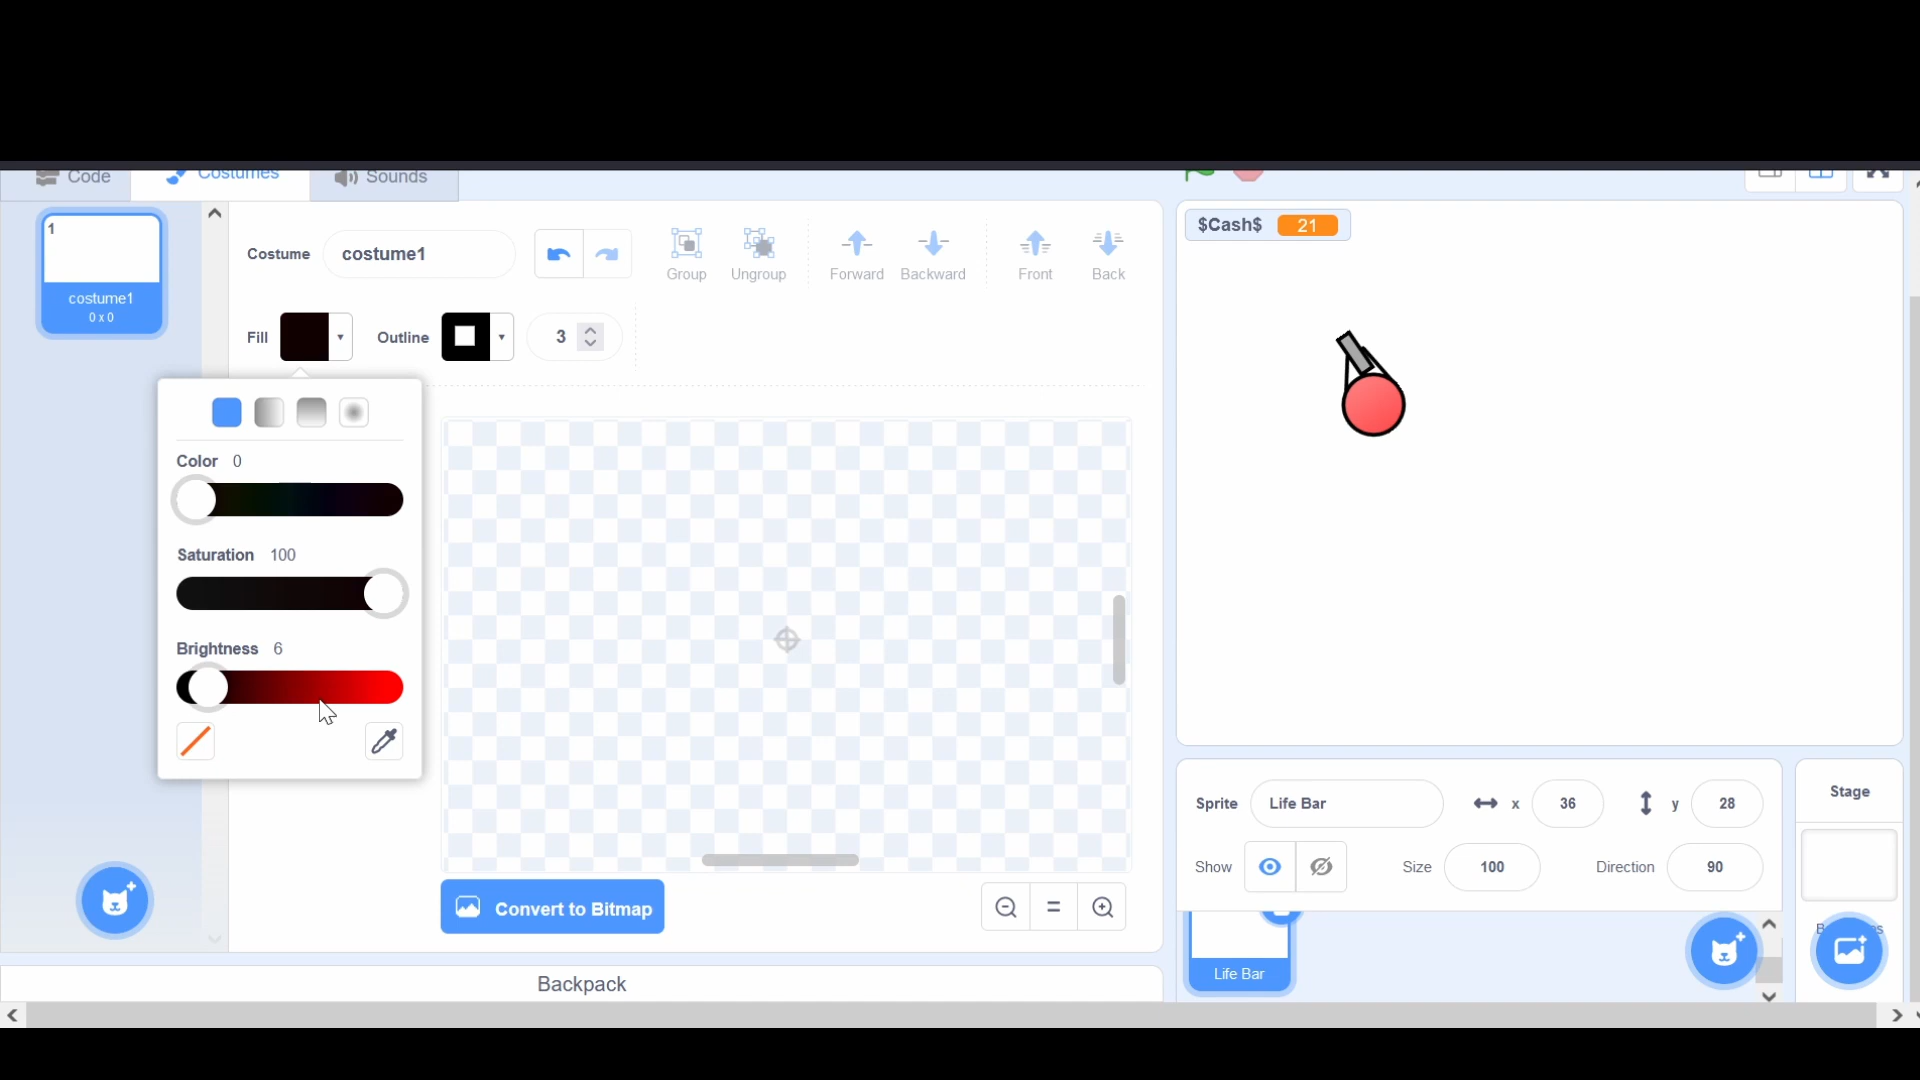 Code
Costumes
Sounds
1
costume1
0 x 0
Costume
costume1
Group
Ungroup
Forward
Backward
Front
Back
Fill
Outline
3
Color 0
Saturation 100
Brightness 6
Convert to Bitmap
Backpack
$Cash$ 21
Sprite
Life Bar
x
36
y
28
Show
Size
100
Direction
90
Life Bar
Stage